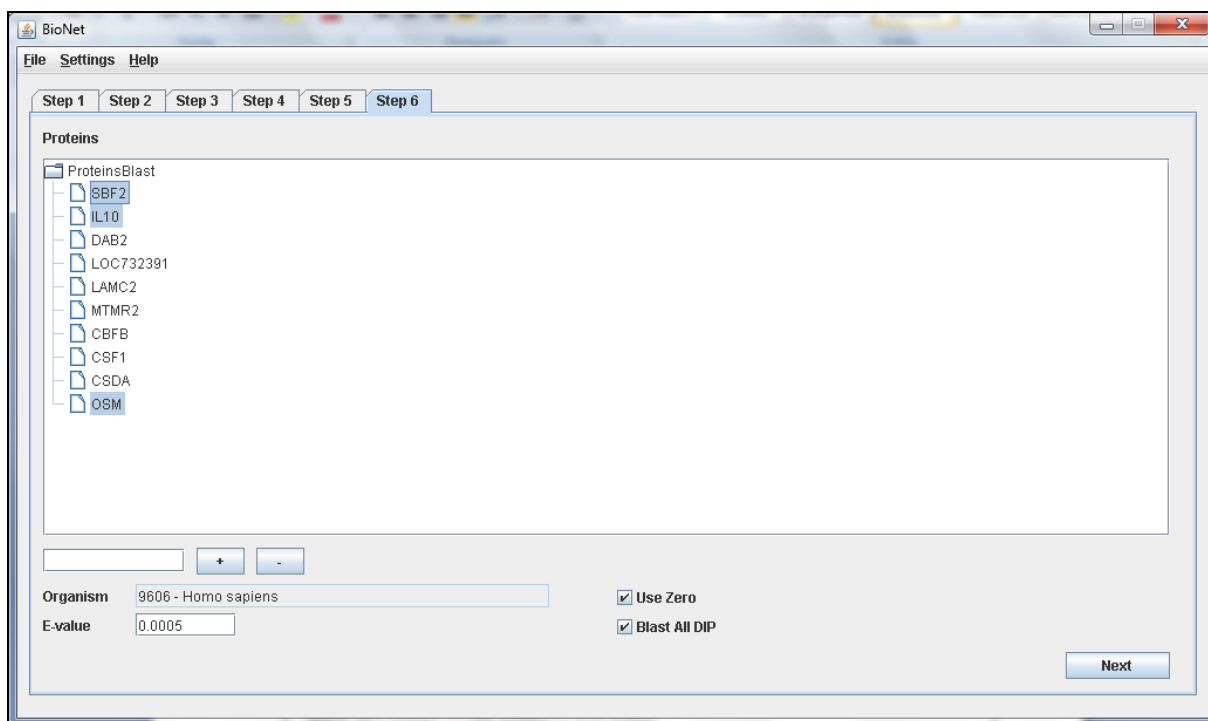 BioNet
File Settings Help
Step 1 Step 2 Step 3 Step 4 Step 5 Step 6
Proteins
ProteinsBlast
SBF2
IL10
DAB2
LOC732391
LAMC2
MTMR2
CBFB
CSF1
CSDA
OSM
+ -
Organism 9606 - Homo sapiens Use Zero
E-value 0.0005 Blast All DIP
Next